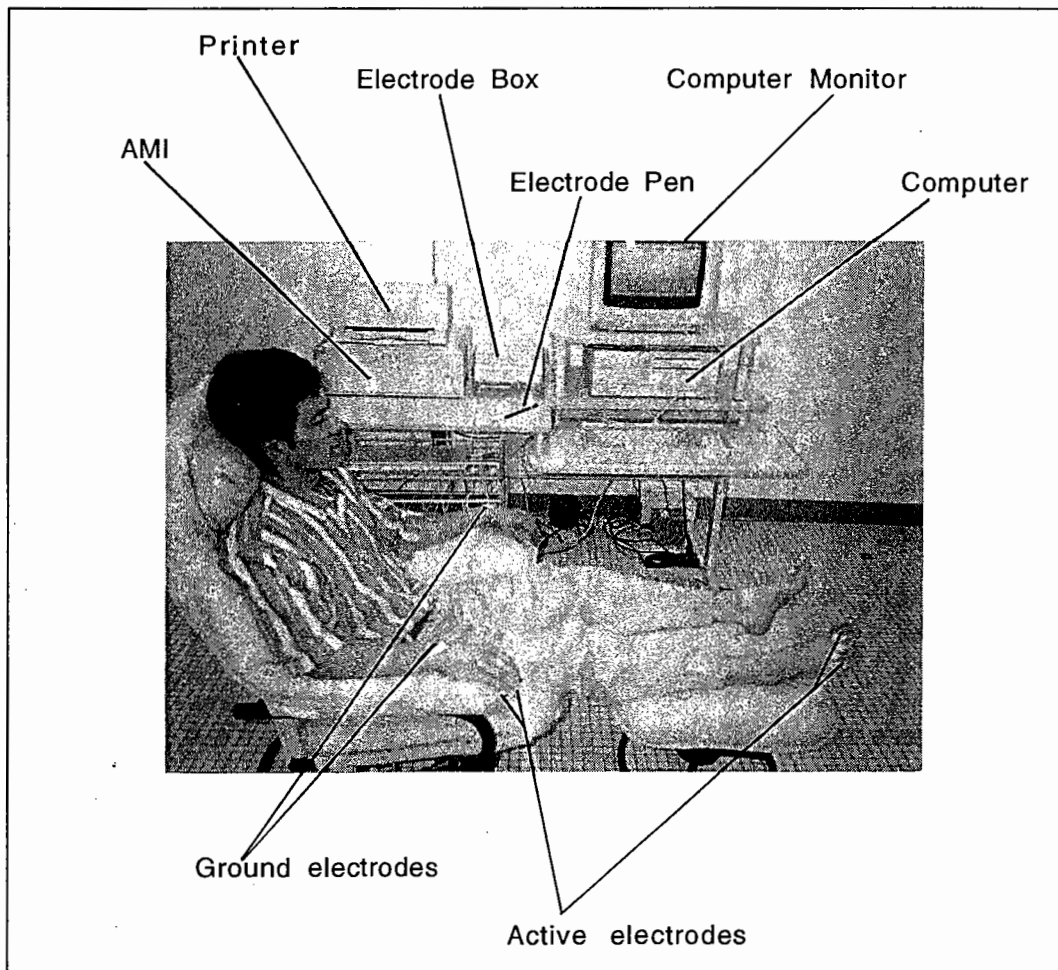 Printer
Electrode Box
Computer Monitor
AMI
Electrode Pen
Computer
Ground electrodes
Active electrodes